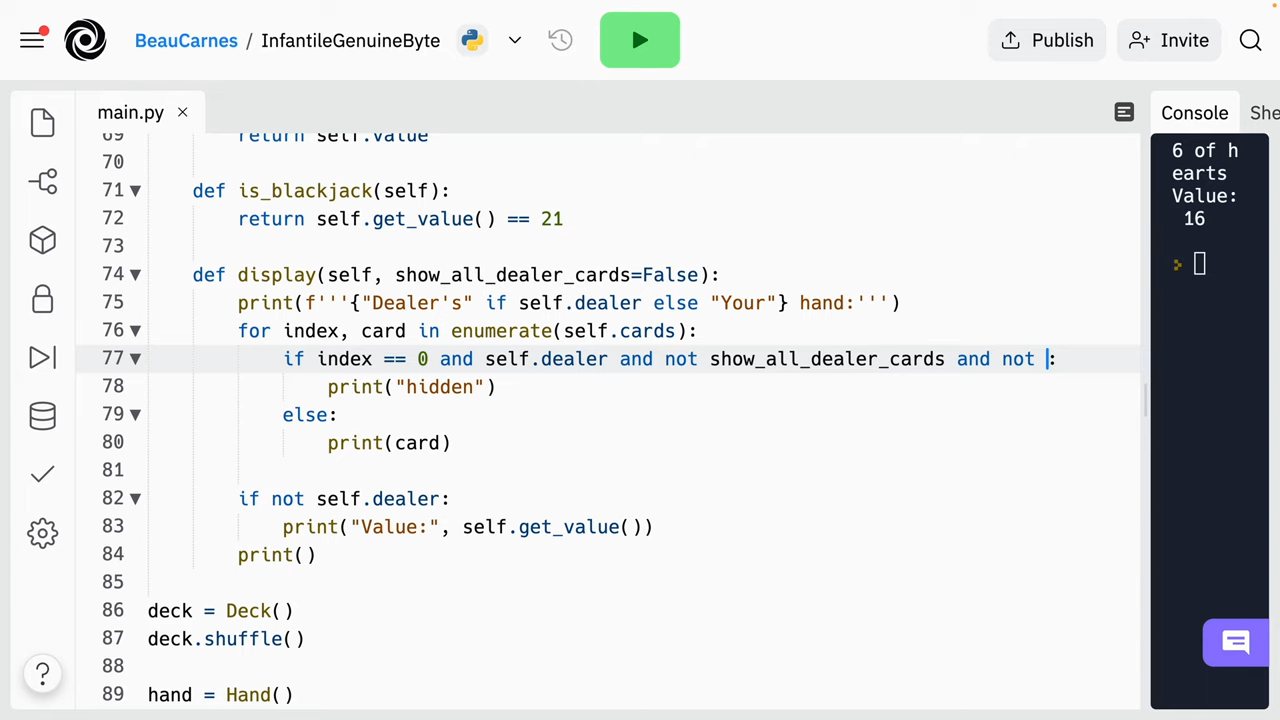 BeauCarnes / InfantileGenuineByte
Publish
Invite
main.py
Console
She
69 return self.value
70
71 def is_blackjack(self):
72 return self.get_value() == 21
73
74 def display(self, show_all_dealer_cards=False):
75 print(f'''{"Dealer's" if self.dealer else "Your"} hand:''')
76 for index, card in enumerate(self.cards):
77 if index == 0 and self.dealer and not show_all_dealer_cards and not :
78 print("hidden")
79 else:
80 print(card)
81
82 if not self.dealer:
83 print("Value:", self.get_value())
84 print()
85
86 deck = Deck()
87 deck.shuffle()
88
89 hand = Hand()
6 of h
earts
Value:
16
?